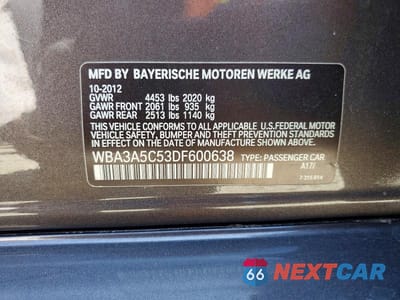 MFD BY BAYERISCHE MOTOREN WERKE AG
10-2012
GVWR 4453 lbs 2020 kg
GAWR FRONT 2061 lbs 935 kg
GAWR REAR 2513 lbs 1140 kg
THIS VEHICLE CONFORMS TO ALL APPLICABLE U.S.FEDERAL MOTOR
VEHICLE SAFETY, BUMPER AND THEFT PREVENTION STANDARDS
IN EFFECT ON THE DATE OF MANUFACTURE SHOWN ABOVE.
WBA3A5C53DF600638 TYPE: PASSENGER CAR
A17/
66 NEXTCAR